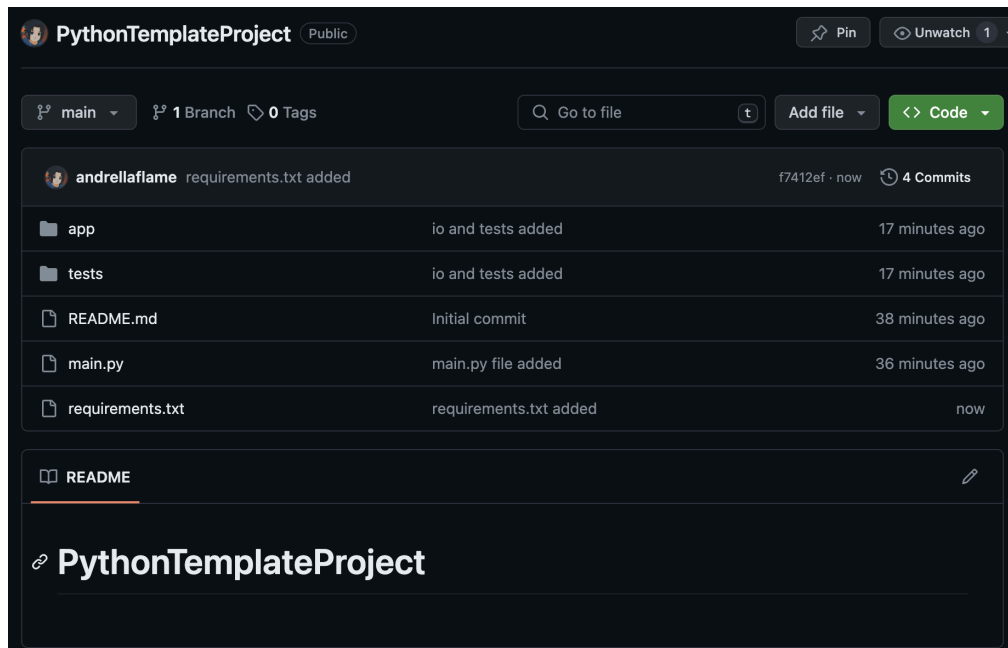 PythonTemplateProject Public Pin Unwatch 1
main 1 Branch 0 Tags Go to file t Add file Code
andrellaflame requirements.txt added f7412ef · now 4 Commits
app io and tests added 17 minutes ago
tests io and tests added 17 minutes ago
README.md Initial commit 38 minutes ago
main.py main.py file added 36 minutes ago
requirements.txt requirements.txt added now
README
PythonTemplateProject